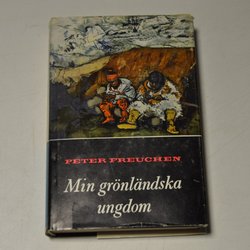 PETER FREUCHEN
Min grönländska
ungdom